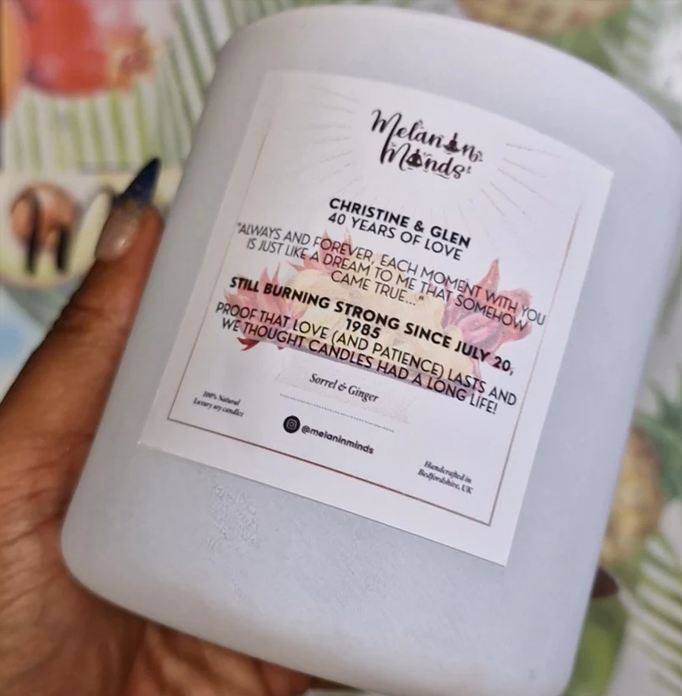 Melanin
Minds
CHRISTINE & GLEN
40 YEARS OF LOVE
"ALWAYS AND FOREVER, EACH MOMENT WITH YOU
IS JUST LIKE A DREAM TO ME THAT SOMEHOW
CAME TRUE..."
STILL BURNING STRONG SINCE JULY 20,
1985
PROOF THAT LOVE (AND PATIENCE) LASTS AND
WE THOUGHT CANDLES HAD A LONG LIFE!
Sorrel & Ginger
100% Natural
Luxury soy candles
@melaninminds
Handcrafted in
Bedfordshire, UK